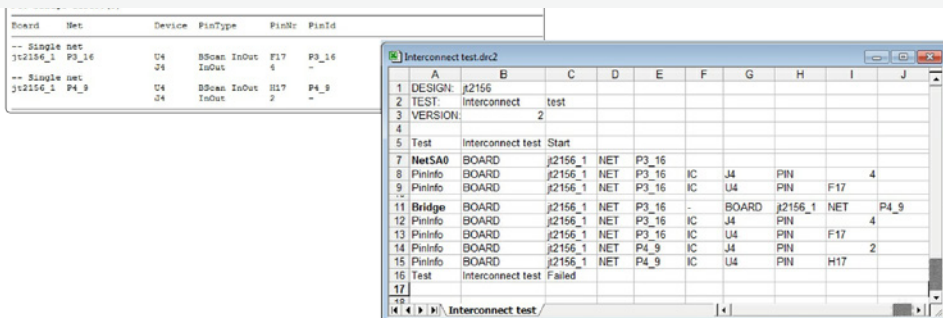 Board Net Device PinType PinNr PinId
-- Single net
jt2156_1 P3_16 U4 BScan InOut F17 P3_16
J4 InOut 4 -
-- Single net
jt2156_1 P4_9 U4 BScan InOut H17 P4_9
J4 InOut 2 -
Interconnect test.drc2
A B C D E F G H I J
1 DESIGN: jt2156
2 TEST: Interconnect test
3 VERSION: 2
4
5 Test Interconnect test Start
7 NetSA0 BOARD jt2156_1 NET P3_16
8 PinInfo BOARD jt2156_1 NET P3_16 IC J4 PIN 4
9 PinInfo BOARD jt2156_1 NET P3_16 IC U4 PIN F17
11 Bridge BOARD jt2156_1 NET P3_16 - BOARD jt2156_1 NET P4_9
12 PinInfo BOARD jt2156_1 NET P3_16 IC J4 PIN 4
13 PinInfo BOARD jt2156_1 NET P3_16 IC U4 PIN F17
14 PinInfo BOARD jt2156_1 NET P4_9 IC J4 PIN 2
15 PinInfo BOARD jt2156_1 NET P4_9 IC U4 PIN H17
16 Test Interconnect test Failed
17
Interconnect test